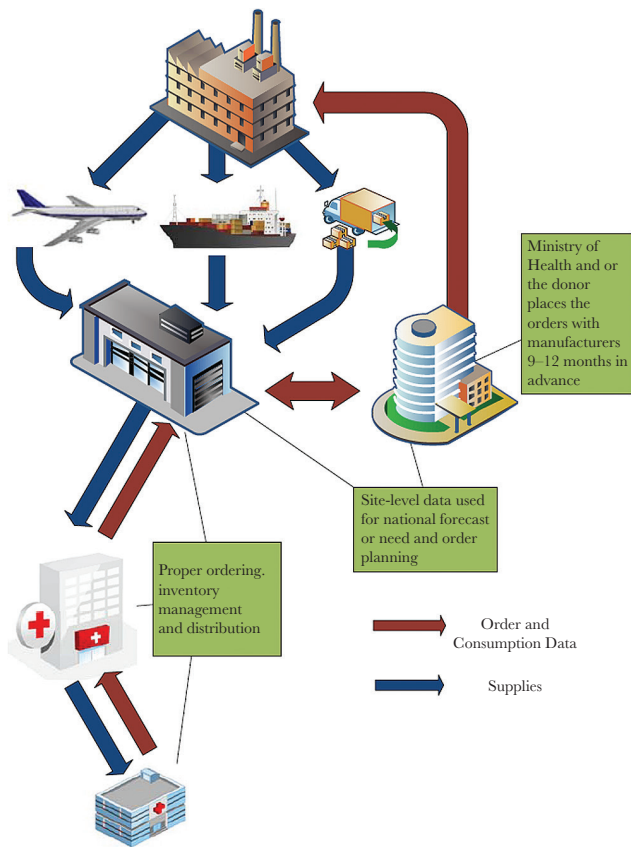 Ministry of
Health and or
the donor
places the
orders with
manufacturers
9–12 months in
advance
Site-level data used
for national forecast
or need and order
planning
Proper ordering.
inventory
management
and distribution
Order and
Consumption Data
Supplies